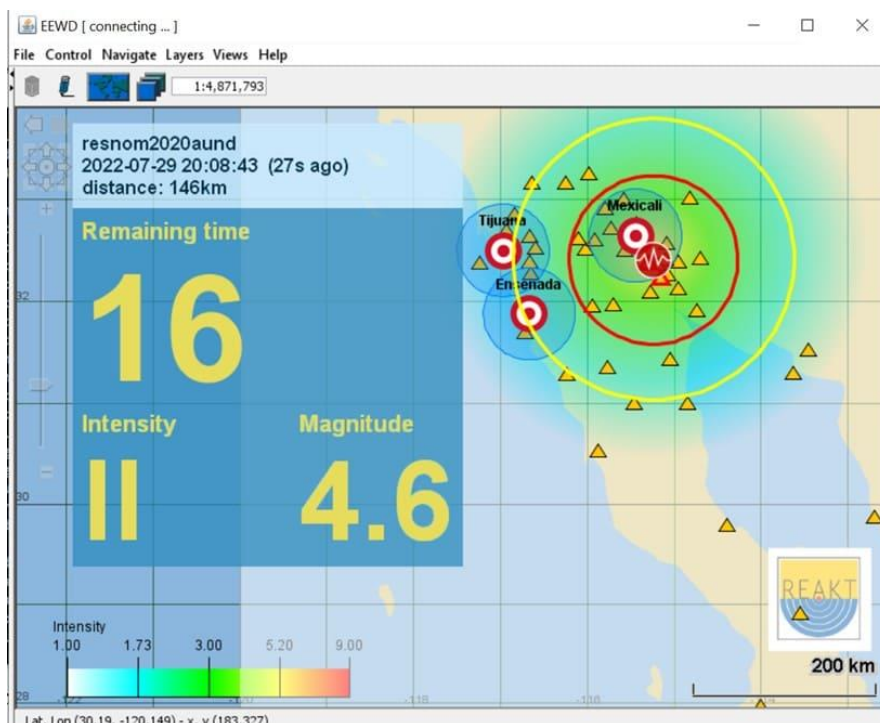 EEWD [ connecting ... ]
File Control Navigate Layers Views Help
1:4,871,793
resnom2020aund
2022-07-29 20:08:43 (27s ago)
distance: 146km
Remaining time
16
Intensity
Magnitude
II
4.6
Tijuana
Mexicali
Ensenada
32
30
28
-122
-120
-118
-116
-114
Intensity
1.00 1.73 3.00 5.20 9.00
REAKT
200 km
Lat, Lon (30.19, -120.149) - x, y (183,327)